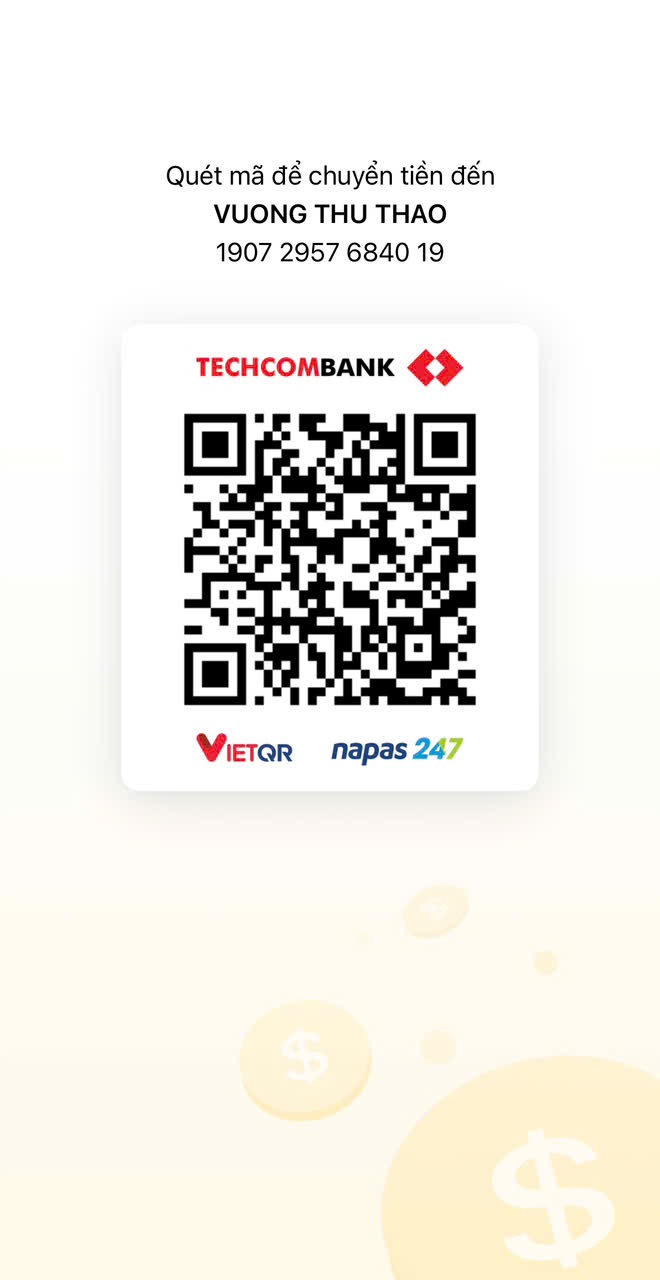 Quét mã để chuyển tiền đến
VUONG THU THAO
1907 2957 6840 19
TECHCOMBANK
VIETQR
napas 247
$
$